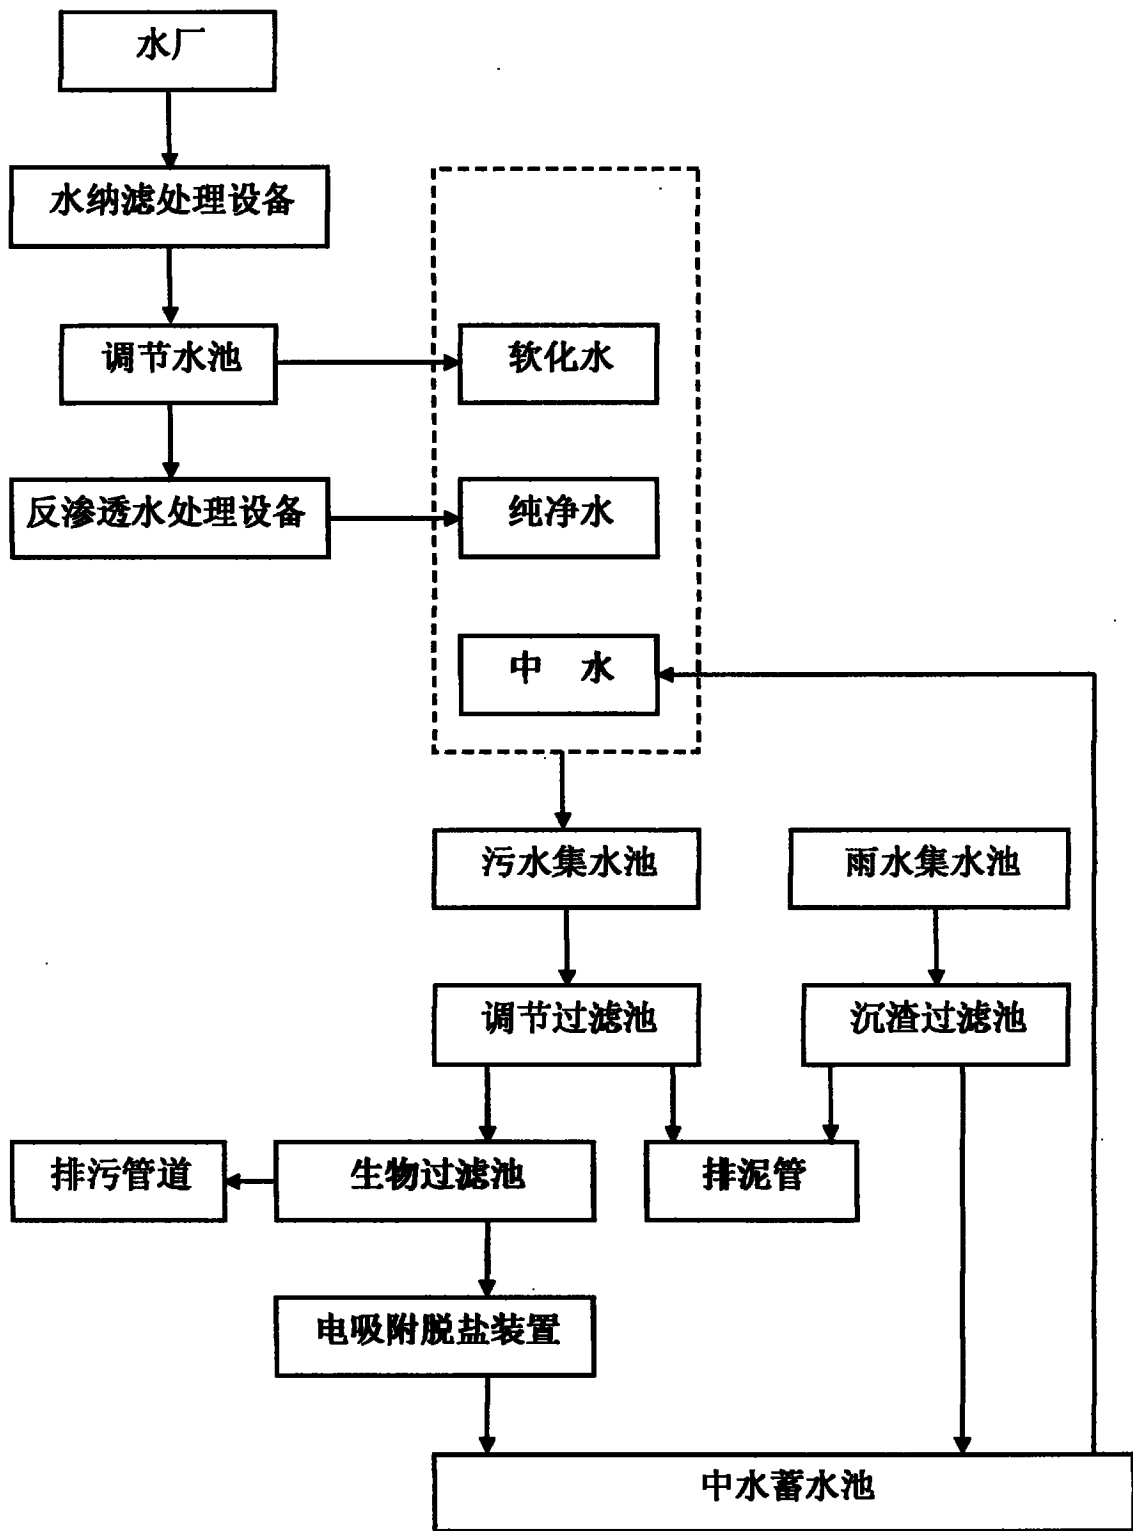 水厂
水纳滤处理设备
调节水池
软化水
反渗透水处理设备
纯净水
中 水
污水集水池
雨水集水池
调节过滤池
沉渣过滤池
排污管道
生物过滤池
排泥管
电吸附脱盐装置
中水蓄水池